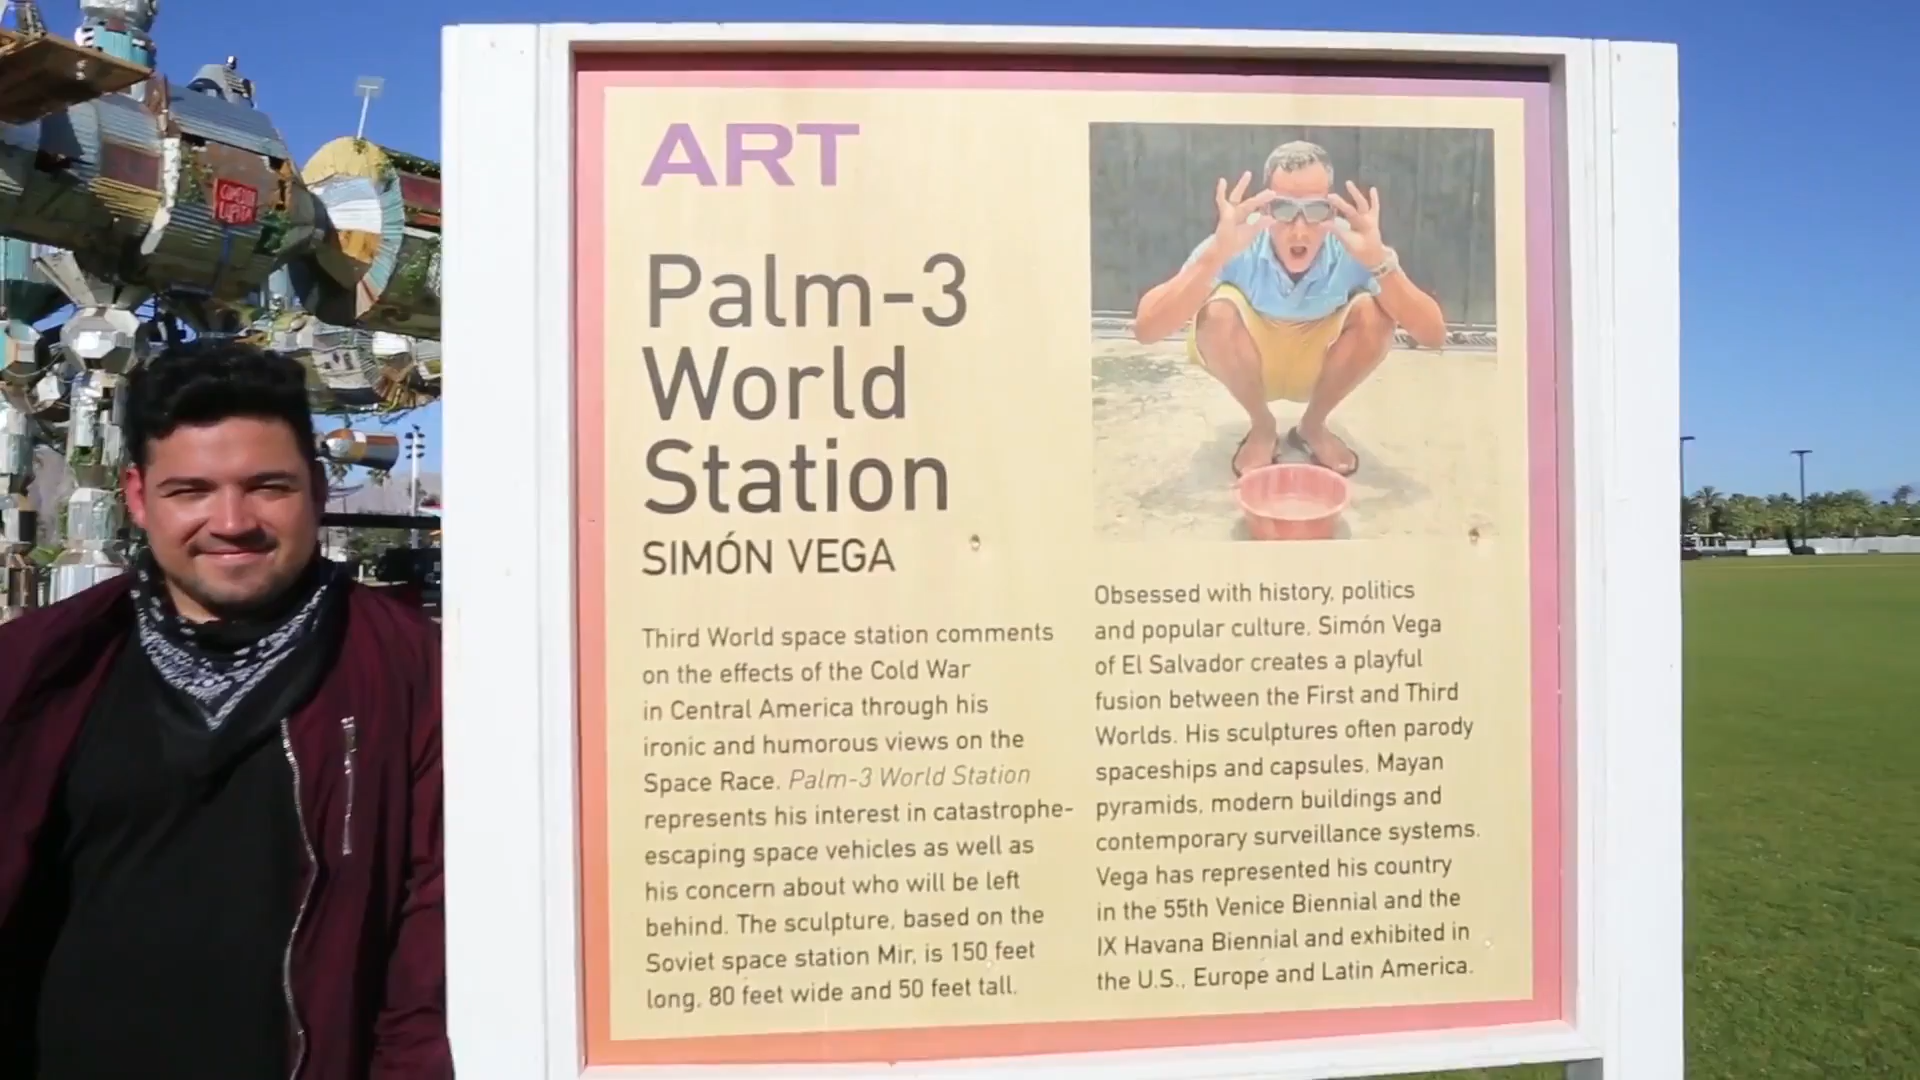 COMEDOR
LUPITA
ART
Palm-3
World
Station
SIMÓN VEGA
Third World space station comments
on the effects of the Cold War
in Central America through his
ironic and humorous views on the
Space Race. Palm-3 World Station
represents his interest in catastrophe-
escaping space vehicles as well as
his concern about who will be left
behind. The sculpture, based on the
Soviet space station Mir, is 150 feet
long, 80 feet wide and 50 feet tall.
Obsessed with history, politics
and popular culture, Simón Vega
of El Salvador creates a playful
fusion between the First and Third
Worlds. His sculptures often parody
spaceships and capsules, Mayan
pyramids, modern buildings and
contemporary surveillance systems.
Vega has represented his country
in the 55th Venice Biennial and the
IX Havana Biennial and exhibited in
the U.S., Europe and Latin America.